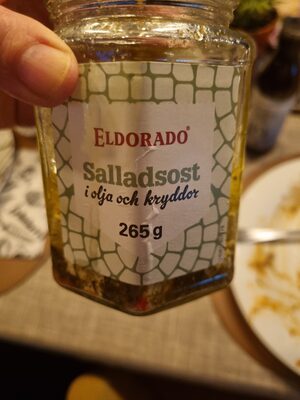 ELDORADO®
Salladsost
i olja och kryddor
265 g